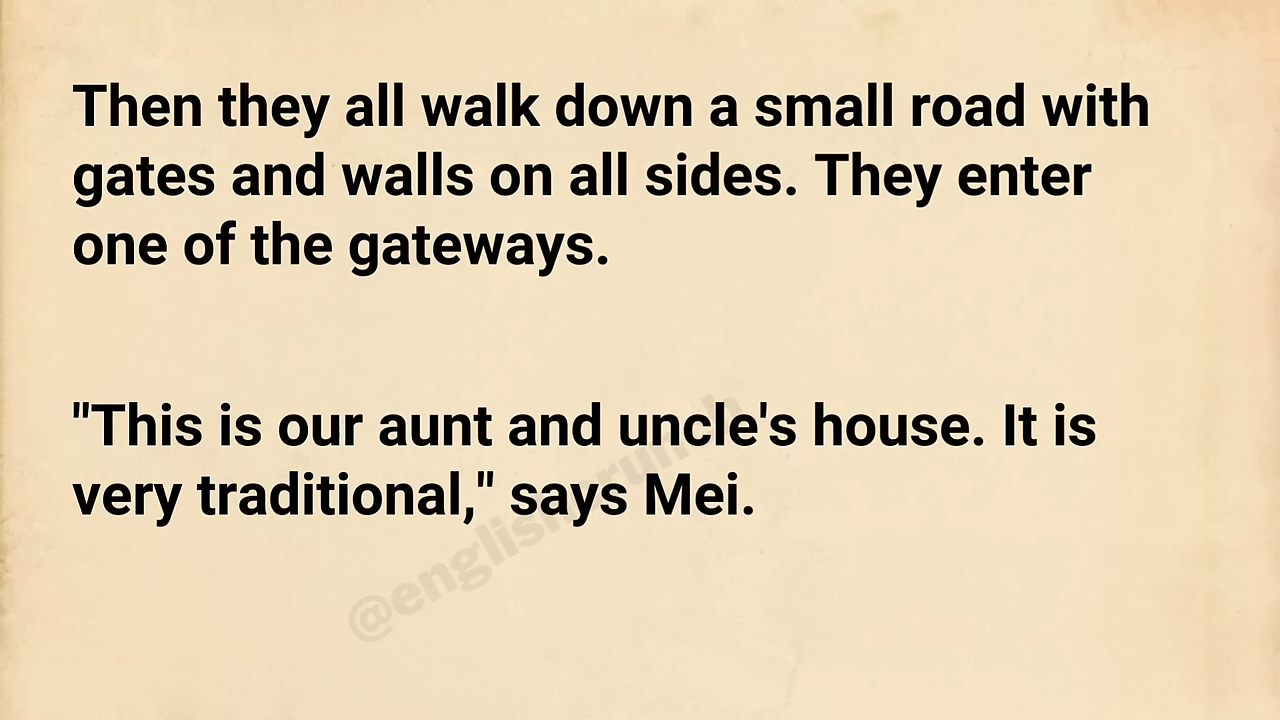 Then they all walk down a small road with
gates and walls on all sides. They enter
one of the gateways.
"This is our aunt and uncle's house. It is
very traditional," says Mei.